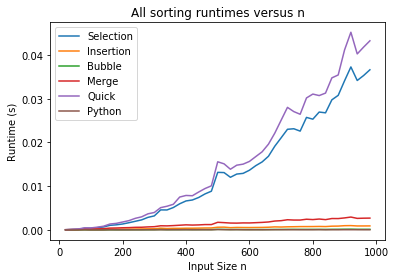 All sorting runtimes versus n
Selection
Insertion
Bubble
Merge
Quick
Python
Runtime (s)
0.04
0.03
0.02
0.01
0.00
0
200
400
600
800
1000
Input Size n